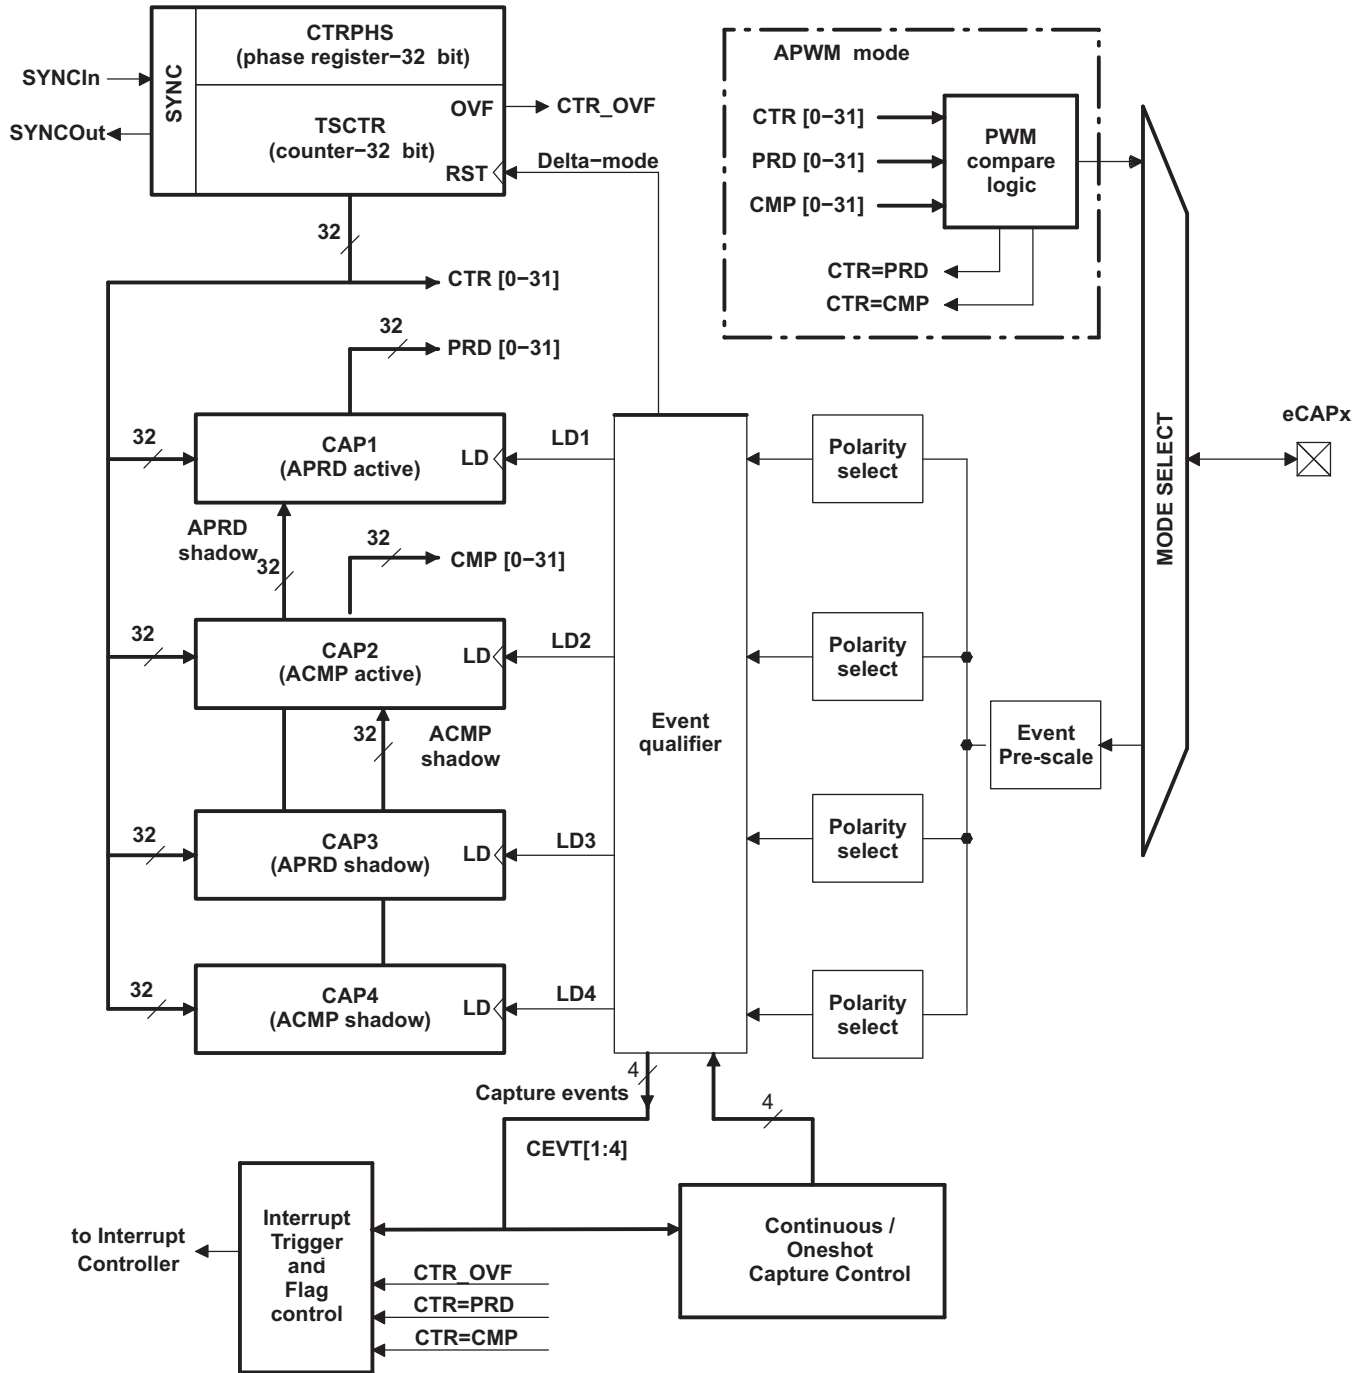 CTRPHS
(phase register−32 bit)
SYNC
SYNCIn
SYNCOut
OVF
CTR_OVF
TSCTR
(counter−32 bit)
RST
Delta−mode
32
CTR [0−31]
32
PRD [0−31]
APWM mode
CTR [0−31]
PRD [0−31]
CMP [0−31]
PWM
compare
logic
CTR=PRD
CTR=CMP
MODE SELECT
eCAPx
32
CAP1
(APRD active)
LD
LD1
Polarity
select
APRD
shadow
32
32
CMP [0−31]
32
CAP2
(ACMP active)
LD
LD2
Polarity
select
32
ACMP
shadow
Event
qualifier
Event
Pre-scale
32
CAP3
(APRD shadow)
LD
LD3
Polarity
select
32
CAP4
(ACMP shadow)
LD
LD4
Polarity
select
4
Capture events
4
CEVT[1:4]
to Interrupt
Controller
Interrupt
Trigger
and
Flag
control
CTR_OVF
CTR=PRD
CTR=CMP
Continuous /
Oneshot
Capture Control